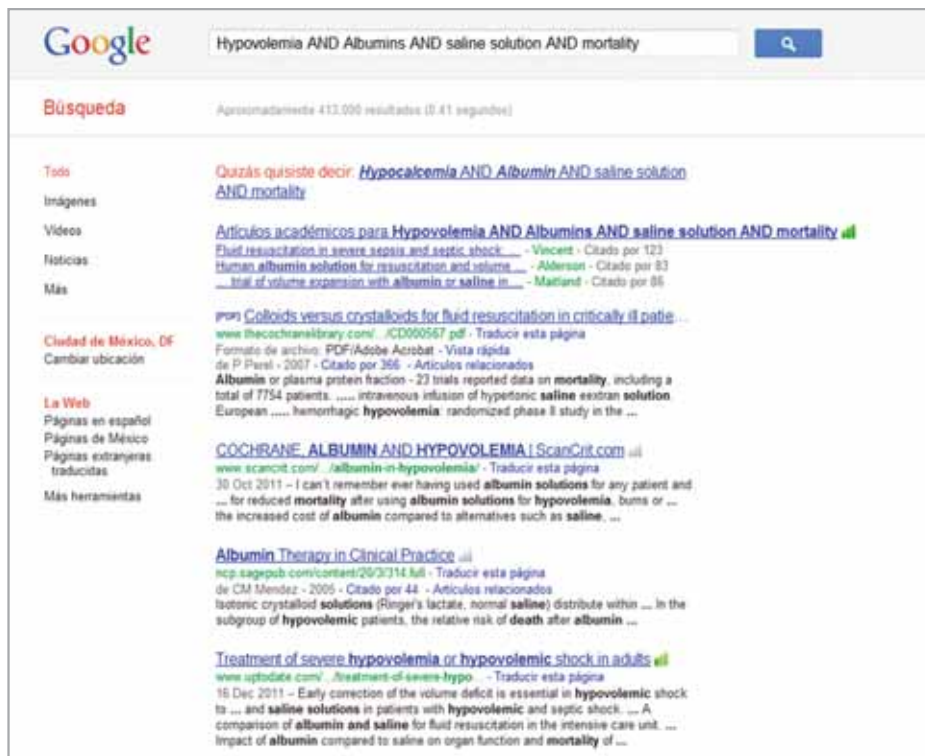 Google
Hypovolemia AND Albumins AND saline solution AND mortality
Búsqueda
Aproximadamente 413.000 resultados (0.41 segundos)
Todo
Imágenes
Vídeos
Noticias
Más
Ciudad de México, DF
Cambiar ubicación
La Web
Páginas en español
Páginas de México
Páginas extranjeras
traducidas
Más herramientas
Quizás quisiste decir: Hypocalcemia AND Albumin AND saline solution
AND mortality
Artículos académicos para Hypovolemia AND Albumins AND saline solution AND mortality
Fluid resuscitation in severe sepsis and septic shock: ... - Vincent - Citado por 123
Human albumin solution for resuscitation and volume ... - Alderson - Citado por 83
... trial of volume expansion with albumin or saline in ... - Maitland - Citado por 86
[PDF] Colloids versus crystalloids for fluid resuscitation in critically ill patie...
www.thecochranelibrary.com/.../CD000567.pdf - Traducir esta página
Formato de archivo: PDF/Adobe Acrobat - Vista rápida
de P Perel - 2007 - Citado por 366 - Artículos relacionados
Albumin or plasma protein fraction - 23 trials reported data on mortality, including a
total of 7754 patients. ..... intravenous infusion of hypertonic saline eextran solution.
European ..... hemorrhagic hypovolemia: randomized phase II study in the ...
COCHRANE, ALBUMIN AND HYPOVOLEMIA | ScanCrit.com
www.scancrit.com/.../albumin-in-hypovolemia/ - Traducir esta página
30 Oct 2011 – I can't remember ever having used albumin solutions for any patient and
... for reduced mortality after using albumin solutions for hypovolemia, burns or ...
the increased cost of albumin compared to alternatives such as saline, ...
Albumin Therapy in Clinical Practice
ncp.sagepub.com/content/20/3/314.full - Traducir esta página
de CM Mendez - 2005 - Citado por 44 - Artículos relacionados
Isotonic crystalloid solutions (Ringer's lactate, normal saline) distribute within ... In the
subgroup of hypovolemic patients, the relative risk of death after albumin ...
Treatment of severe hypovolemia or hypovolemic shock in adults
www.uptodate.com/.../treatment-of-severe-hypo... - Traducir esta página
16 Dec 2011 – Early correction of the volume deficit is essential in hypovolemic shock
to ... and saline solutions in patients with hypovolemic and septic shock. ... A
comparison of albumin and saline for fluid resuscitation in the intensive care unit. ...
Impact of albumin compared to saline on organ function and mortality of ...